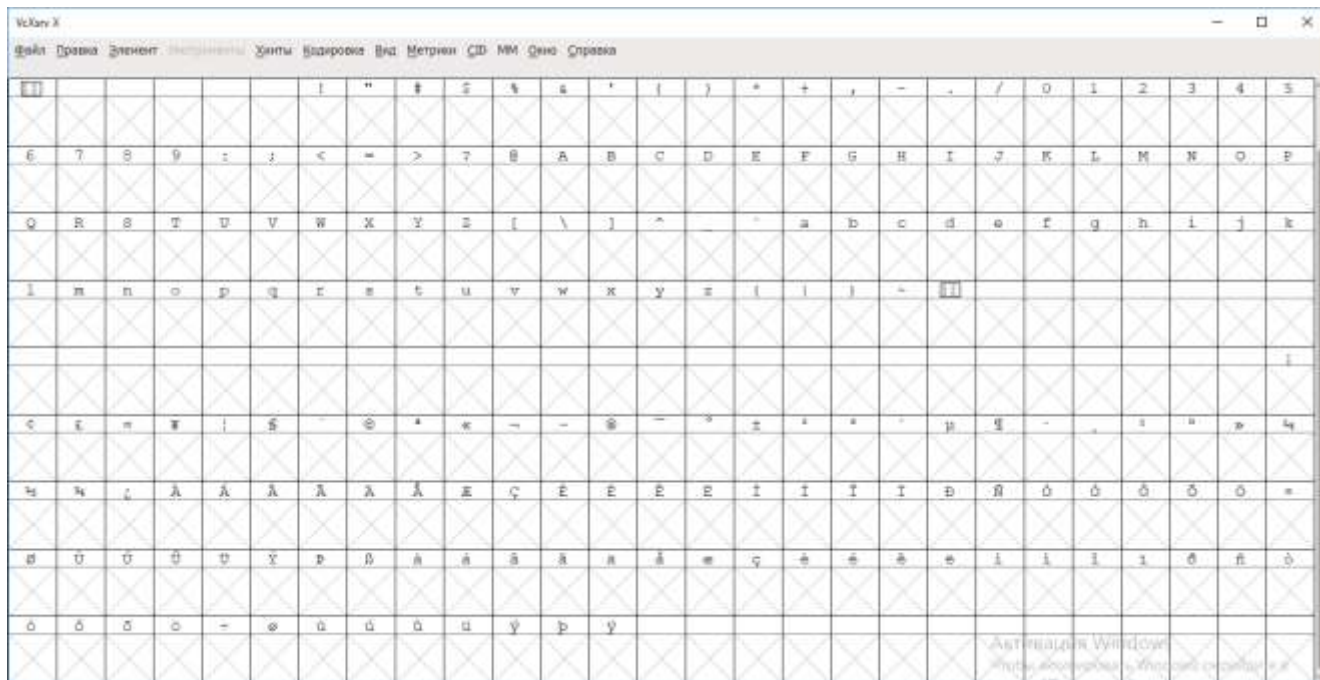 Файл Правка Элемент Инструменты Хинты Кодировка Вид Метрики CID MM Окно Справка
! " # $ % & ' ( ) * + , - . / 0 1 2 3 4 5
6 7 8 9 : ; < = > ? @ A B C D E F G H I J K L M N O P
Q R S T U V W X Y Z [ \ ] ^ _ ` a b c d e f g h i j k
l m n o p q r s t u v w x y z { | } ~
¡
¢ £ ¤ ¥ ¦ § ¨ © ª « ¬ - ® ¯ ° ± ² ³ ´ µ ¶ · ¸ ¹ º » ¼
½ ¾ ¿ À Á Â Ã Ä Å Æ Ç È É Ê Ë Ì Í Î Ï Ð Ñ Ò Ó Ô Õ Ö ×
Ø Ù Ú Û Ü Ý Þ ß à á â ã ä å æ ç è é ê ë ì í î ï ð ñ ò
ó ô õ ö ÷ ø ù ú û ü ý þ ÿ
Активация Windows